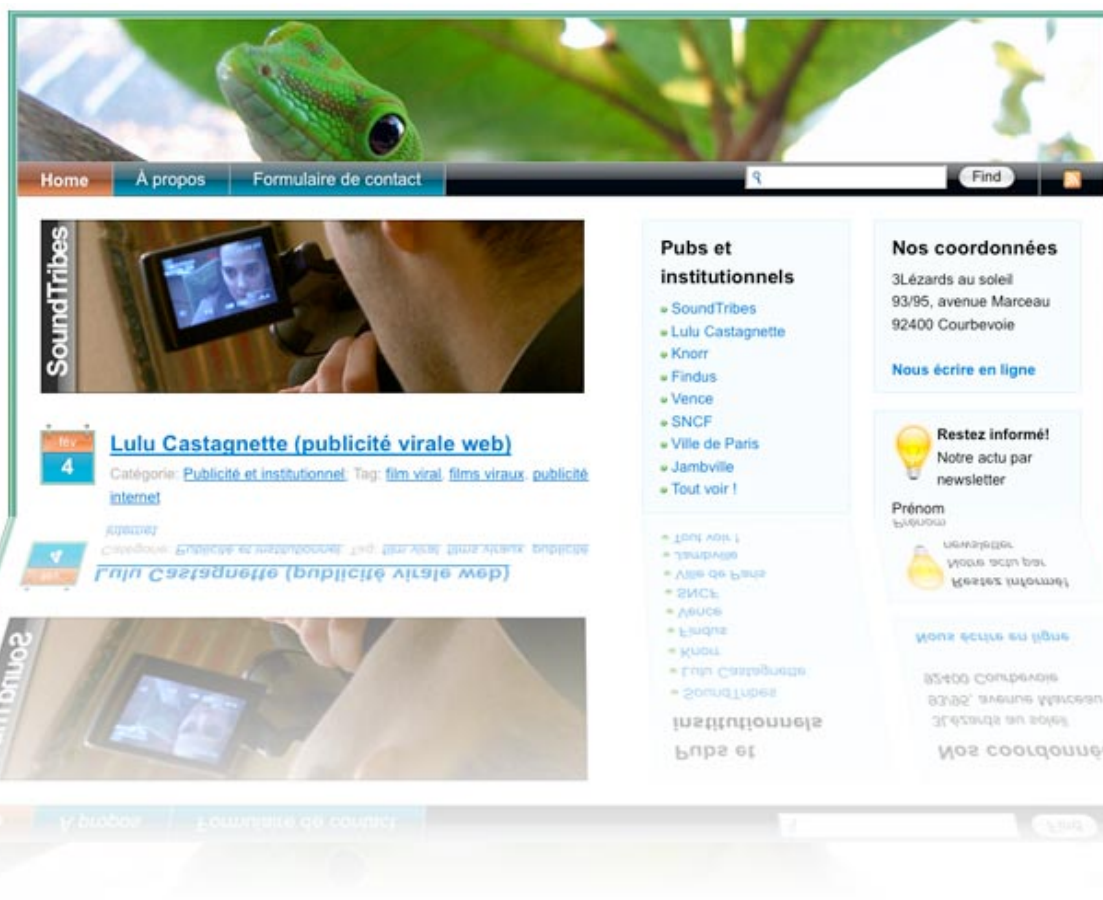 Home
À propos
Formulaire de contact
Find
SoundTribes
fév
4
Lulu Castagnette (publicité virale web)
Catégorie: Publicité et institutionnel; Tag: film viral, films viraux, publicité
internet
Pubs et
institutionnels
SoundTribes
Lulu Castagnette
Knorr
Findus
Vence
SNCF
Ville de Paris
Jambville
Tout voir !
Nos coordonnées
3Lézards au soleil
93/95, avenue Marceau
92400 Courbevoie
Nous écrire en ligne
Restez informé!
Notre actu par
newsletter
Prénom